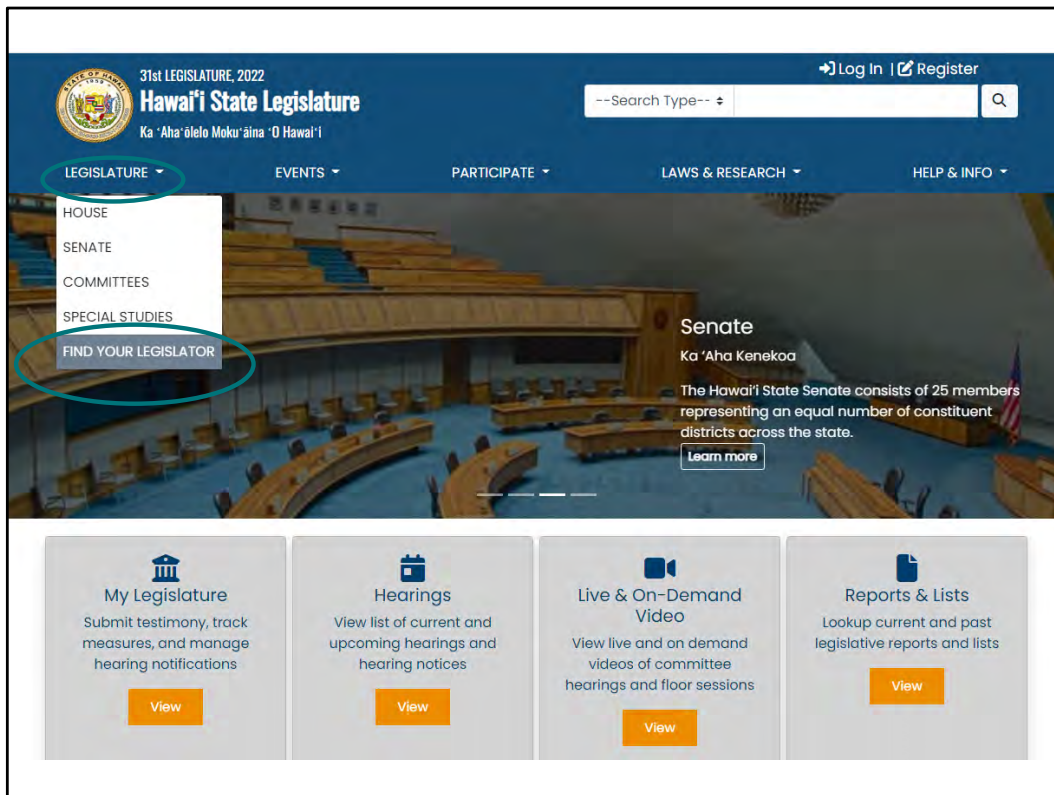 31st LEGISLATURE, 2022
Hawai'i State Legislature
Ka ʻAhaʻōlelo Mokuʻāina ʻO Hawaiʻi
Log In | Register
--Search Type--
LEGISLATURE
EVENTS
PARTICIPATE
LAWS & RESEARCH
HELP & INFO
HOUSE
SENATE
COMMITTEES
SPECIAL STUDIES
FIND YOUR LEGISLATOR
Senate
Ka ʻAha Kenekoa
The Hawaiʻi State Senate consists of 25 members
representing an equal number of constituent
districts across the state.
Learn more
My Legislature
Submit testimony, track
measures, and manage
hearing notifications
View
Hearings
View list of current and
upcoming hearings and
hearing notices
View
Live & On-Demand
Video
View live and on demand
videos of committee
hearings and floor sessions
View
Reports & Lists
Lookup current and past
legislative reports and lists
View